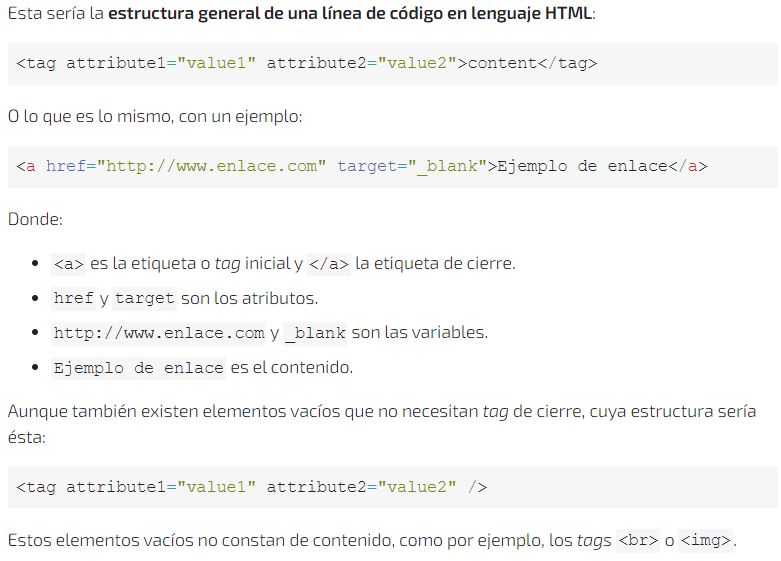 Esta sería la estructura general de una línea de código en lenguaje HTML:
<tag attribute1="value1" attribute2="value2">content</tag>
O lo que es lo mismo, con un ejemplo:
<a href="http://www.enlace.com" target="_blank">Ejemplo de enlace</a>
Donde:
• <a> es la etiqueta o tag inicial y </a> la etiqueta de cierre.
• href y target son los atributos.
• http://www.enlace.com y _blank son las variables.
• Ejemplo de enlace es el contenido.
Aunque también existen elementos vacíos que no necesitan tag de cierre, cuya estructura sería
ésta:
<tag attribute1="value1" attribute2="value2" />
Estos elementos vacíos no constan de contenido, como por ejemplo, los tags <br> o <img>.